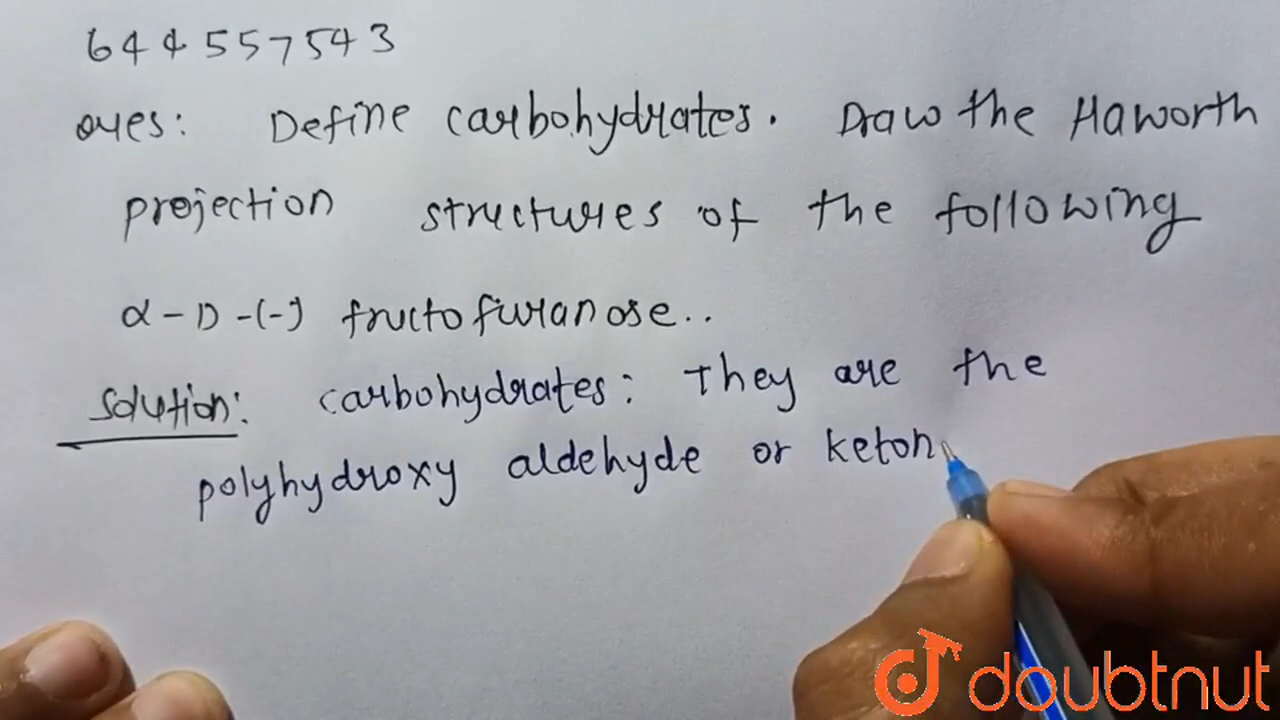 644557543
ques: Define carbohydrates. Draw the Haworth
projection structures of the following
α-D-(-) fructofuranose..
Solution: carbohydrates: They are the
polyhydroxy aldehyde or keton
doubtnut